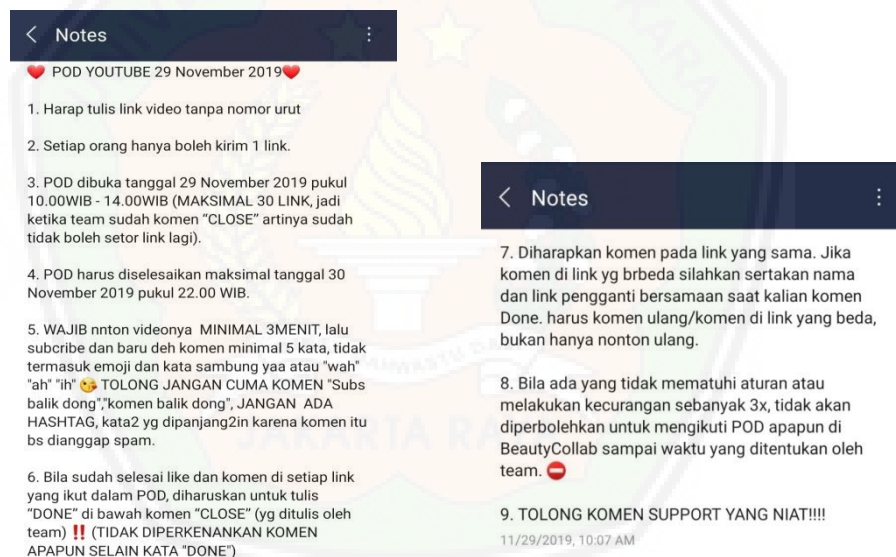 Notes
❤️ POD YOUTUBE 29 November 2019❤️
1. Harap tulis link video tanpa nomor urut
2. Setiap orang hanya boleh kirim 1 link.
3. POD dibuka tanggal 29 November 2019 pukul
10.00WIB - 14.00WIB (MAKSIMAL 30 LINK, jadi
ketika team sudah komen “CLOSE” artinya sudah
tidak boleh setor link lagi).
4. POD harus diselesaikan maksimal tanggal 30
November 2019 pukul 22.00 WIB.
5. WAJIB nnton videonya  MINIMAL 3MENIT, lalu
subcribe dan baru deh komen minimal 5 kata, tidak
termasuk emoji dan kata sambung yaa atau "wah"
"ah" "ih" 😘 TOLONG JANGAN CUMA KOMEN "Subs
balik dong","komen balik dong", JANGAN  ADA
HASHTAG, kata2 yg dipanjang2in karena komen itu
bs dianggap spam.
6. Bila sudah selesai like dan komen di setiap link
yang ikut dalam POD, diharuskan untuk tulis
“DONE” di bawah komen “CLOSE” (yg ditulis oleh
team) ‼️ (TIDAK DIPERKENANKAN KOMEN
APAPUN SELAIN KATA "DONE")
Notes
7. Diharapkan komen pada link yang sama. Jika
komen di link yg brbeda silahkan sertakan nama
dan link pengganti bersamaan saat kalian komen
Done. harus komen ulang/komen di link yang beda,
bukan hanya nonton ulang.
8. Bila ada yang tidak mematuhi aturan atau
melakukan kecurangan sebanyak 3x, tidak akan
diperbolehkan untuk mengikuti POD apapun di
BeautyCollab sampai waktu yang ditentukan oleh
team. ⛔
9. TOLONG KOMEN SUPPORT YANG NIAT!!!!
11/29/2019, 10:07 AM
JAKARTA RA